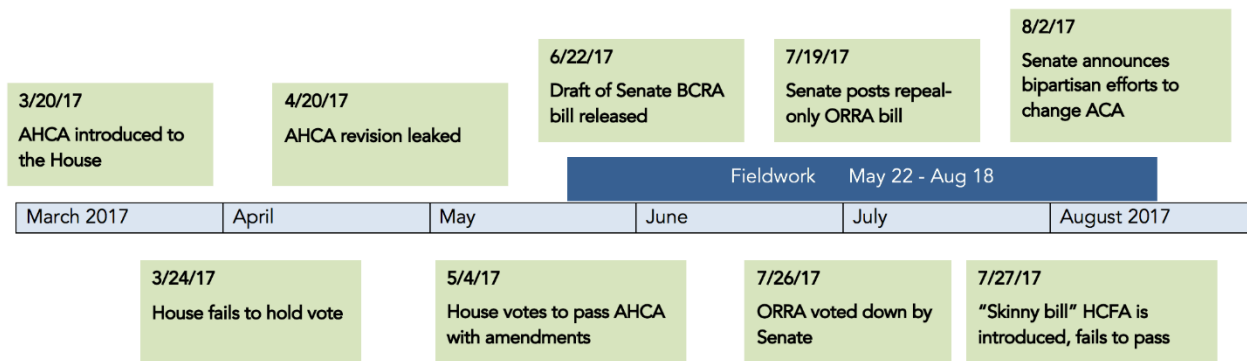 3/20/17
AHCA introduced to
the House
4/20/17
AHCA revision leaked
6/22/17
Draft of Senate BCRA
bill released
7/19/17
Senate posts repeal-
only ORRA bill
8/2/17
Senate announces
bipartisan efforts to
change ACA
Fieldwork May 22 - Aug 18
March 2017 April May June July August 2017
3/24/17
House fails to hold vote
5/4/17
House votes to pass AHCA
with amendments
7/26/17
ORRA voted down by
Senate
7/27/17
“Skinny bill” HCFA is
introduced, fails to pass